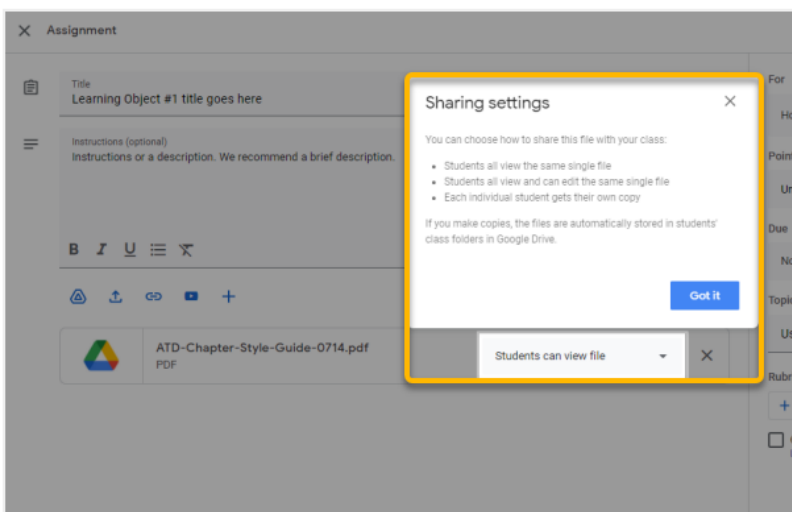 Assignment
Title
Learning Object #1 title goes here
Instructions (optional)
Instructions or a description. We recommend a brief description.
B I U
ATD-Chapter-Style-Guide-0714.pdf
PDF
Sharing settings
You can choose how to share this file with your class:
Students all view the same single file
Students all view and can edit the same single file
Each individual student gets their own copy
If you make copies, the files are automatically stored in students'
class folders in Google Drive.
Got it
Students can view file
For
Due